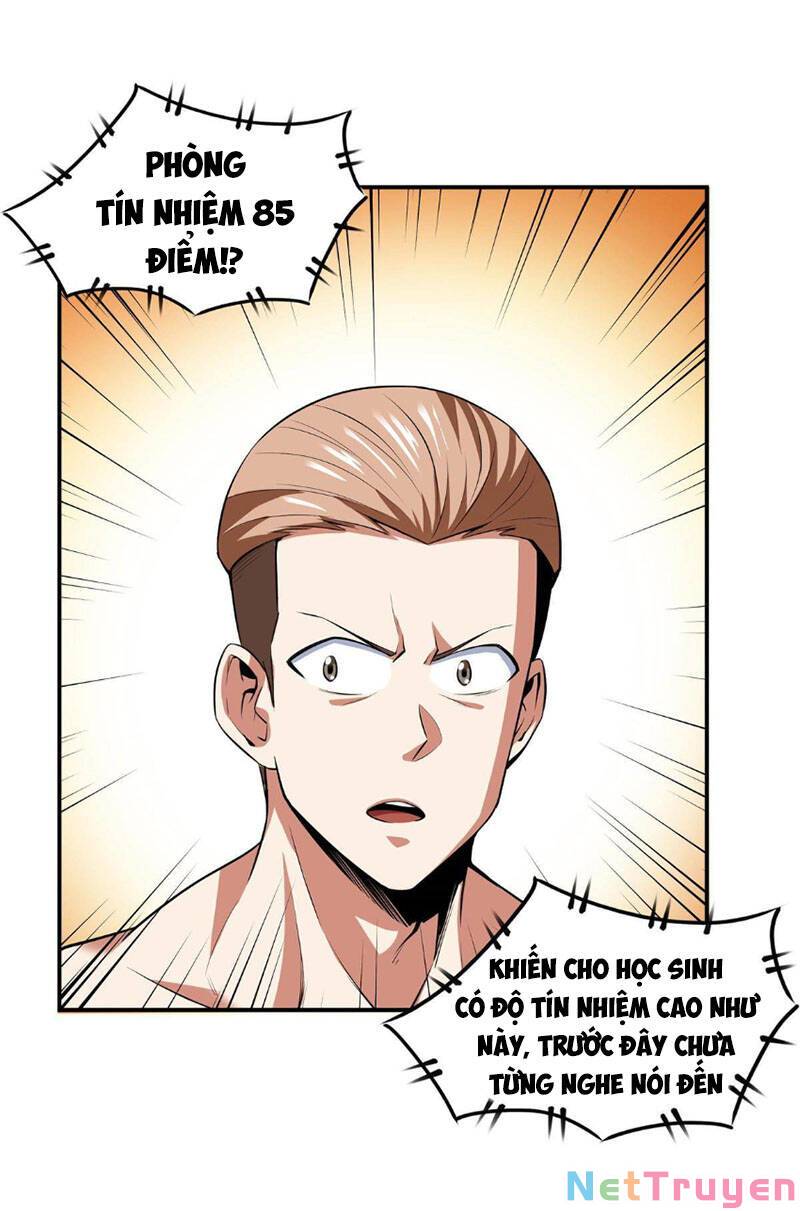 PHÒNG
TÍN NHIỆM 85
ĐIỂM!?
KHIẾN CHO HỌC SINH
CÓ ĐỘ TÍN NHIỆM CAO NHƯ
NÀY, TRƯỚC ĐÂY CHƯA
TỪNG NGHE NÓI ĐẾN
NetTruyen